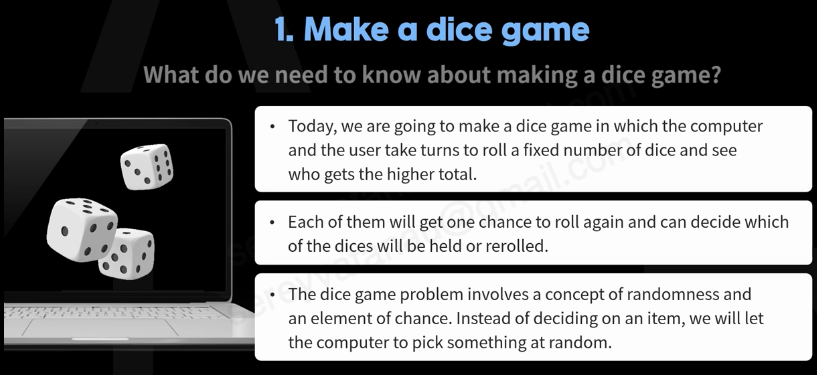 1. Make a dice game
What do we need to know about making a dice game?
• Today, we are going to make a dice game in which the computer
and the user take turns to roll a fixed number of dice and see
who gets the higher total.
• Each of them will get one chance to roll again and can decide which
of the dices will be held or rerolled.
• The dice game problem involves a concept of randomness and
an element of chance. Instead of deciding on an item, we will let
the computer to pick something at random.